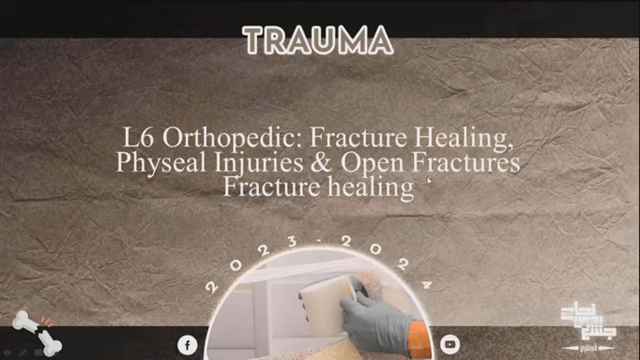 TRAUMA
L6 Orthopedic: Fracture Healing,
Physeal Injuries & Open Fractures
Fracture healing
2023-2024